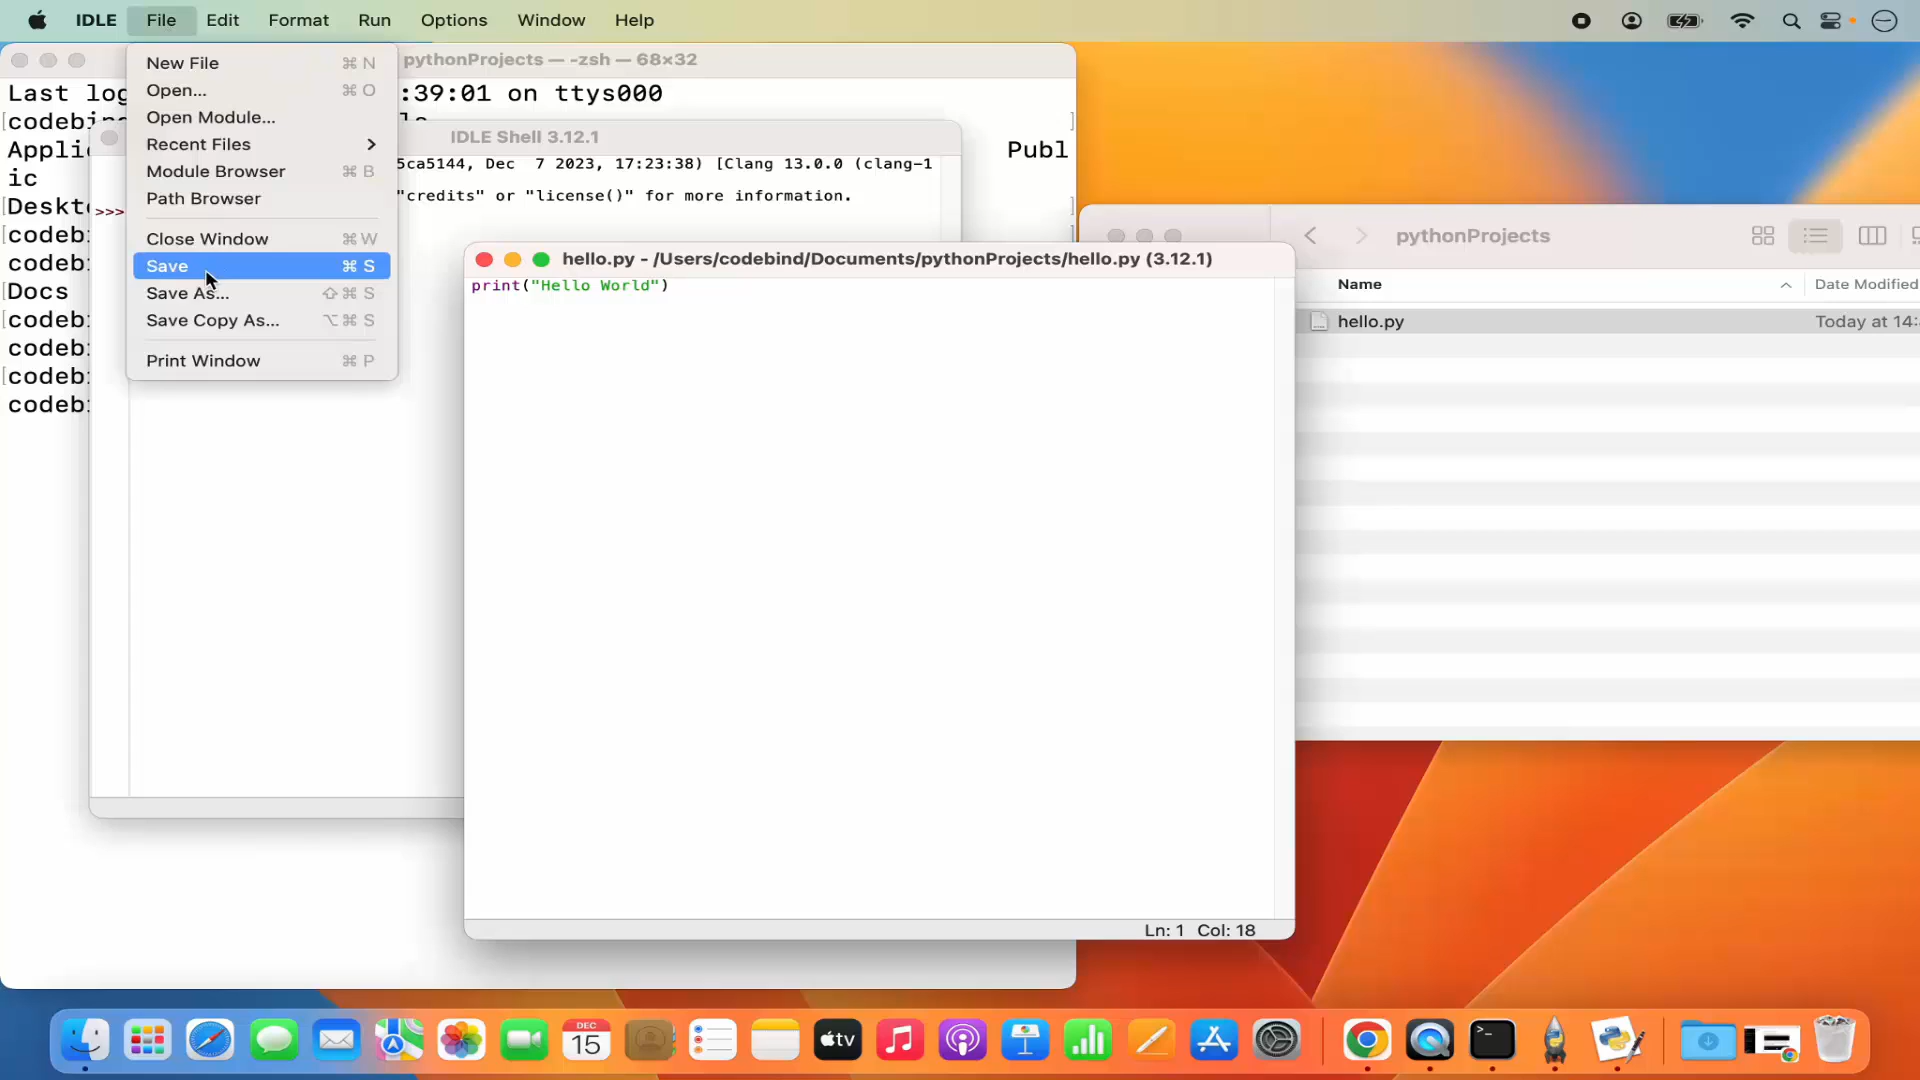 IDLE File Edit Format Run Options Window Help
pythonProjects — -zsh — 68×32
New File ⌘ N
Open... ⌘ O
Open Module...
Recent Files
Module Browser ⌘ B
Path Browser
Close Window ⌘ W
Save ⌘ S
Save As... ⇧ ⌘ S
Save Copy As... ⌥ ⌘ S
Print Window ⌘ P
Last log
:39:01 on ttys000
Appli
Publ
ic
Deskt
codeb
codeb
Docs
codeb
codeb
codeb
codeb
IDLE Shell 3.12.1
5ca5144, Dec 7 2023, 17:23:38) [Clang 13.0.0 (clang-1
"credits" or "license()" for more information.
>>>
hello.py - /Users/codebind/Documents/pythonProjects/hello.py (3.12.1)
print("Hello World")
Ln: 1 Col: 18
pythonProjects
Name Date Modified
hello.py Today at 14:
DEC
15
tv
>_